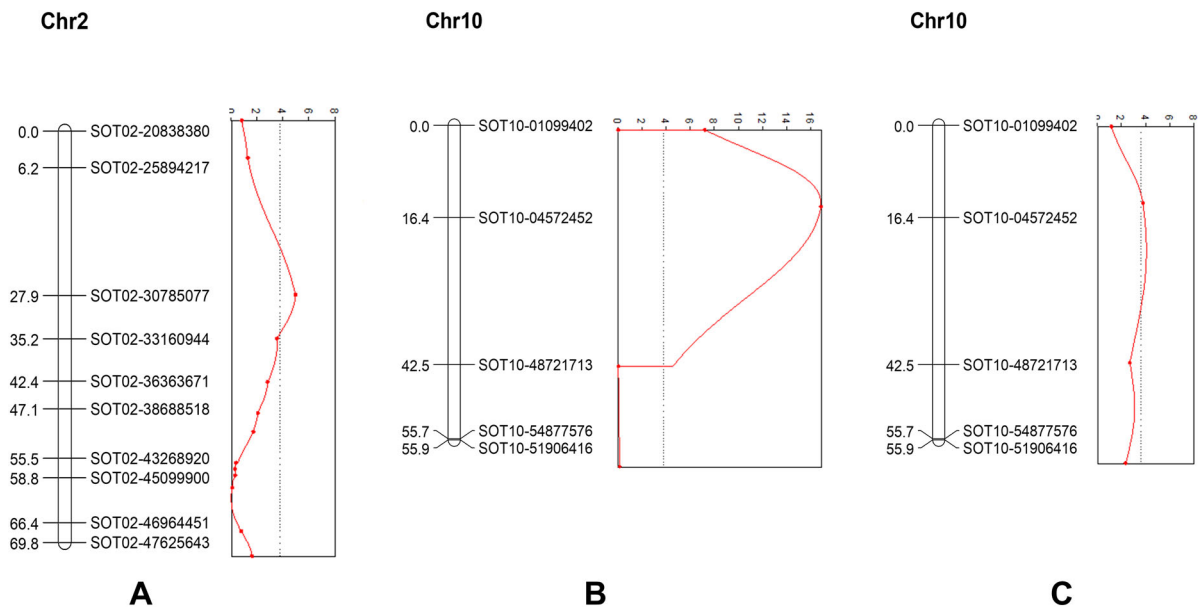 Chr2
0 2 4 6 8
0.0 SOT02-20838380
6.2 SOT02-25894217
27.9 SOT02-30785077
35.2 SOT02-33160944
42.4 SOT02-36363671
47.1 SOT02-38688518
55.5 SOT02-43268920
58.8 SOT02-45099900
66.4 SOT02-46964451
69.8 SOT02-47625643
A
Chr10
0 2 4 6 8 10 12 14 16
0.0 SOT10-01099402
16.4 SOT10-04572452
42.5 SOT10-48721713
55.7 SOT10-54877576
55.9 SOT10-51906416
B
Chr10
0 2 4 6 8
0.0 SOT10-01099402
16.4 SOT10-04572452
42.5 SOT10-48721713
55.7 SOT10-54877576
55.9 SOT10-51906416
C